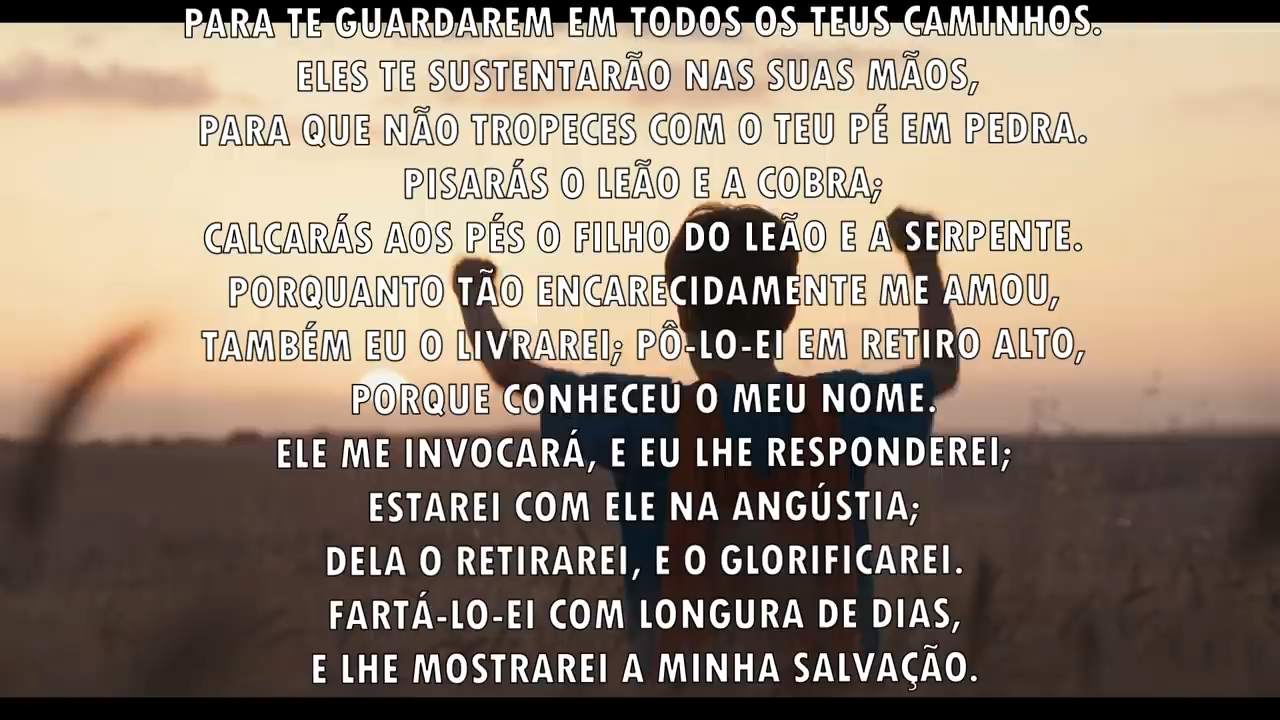 PARA TE GUARDAREM EM TODOS OS TEUS CAMINHOS.
ELES TE SUSTENTARÃO NAS SUAS MÃOS,
PARA QUE NÃO TROPECES COM O TEU PÉ EM PEDRA.
PISARÁS O LEÃO E A COBRA;
CALCARÁS AOS PÉS O FILHO DO LEÃO E A SERPENTE.
PORQUANTO TÃO ENCARECIDAMENTE ME AMOU,
TAMBÉM EU O LIVRAREI; PÔ-LO-EI EM RETIRO ALTO,
PORQUE CONHECEU O MEU NOME.
ELE ME INVOCARÁ, E EU LHE RESPONDEREI;
ESTAREI COM ELE NA ANGÚSTIA;
DELA O RETIRAREI, E O GLORIFICAREI.
FARTÁ-LO-EI COM LONGURA DE DIAS,
E LHE MOSTRAREI A MINHA SALVAÇÃO.